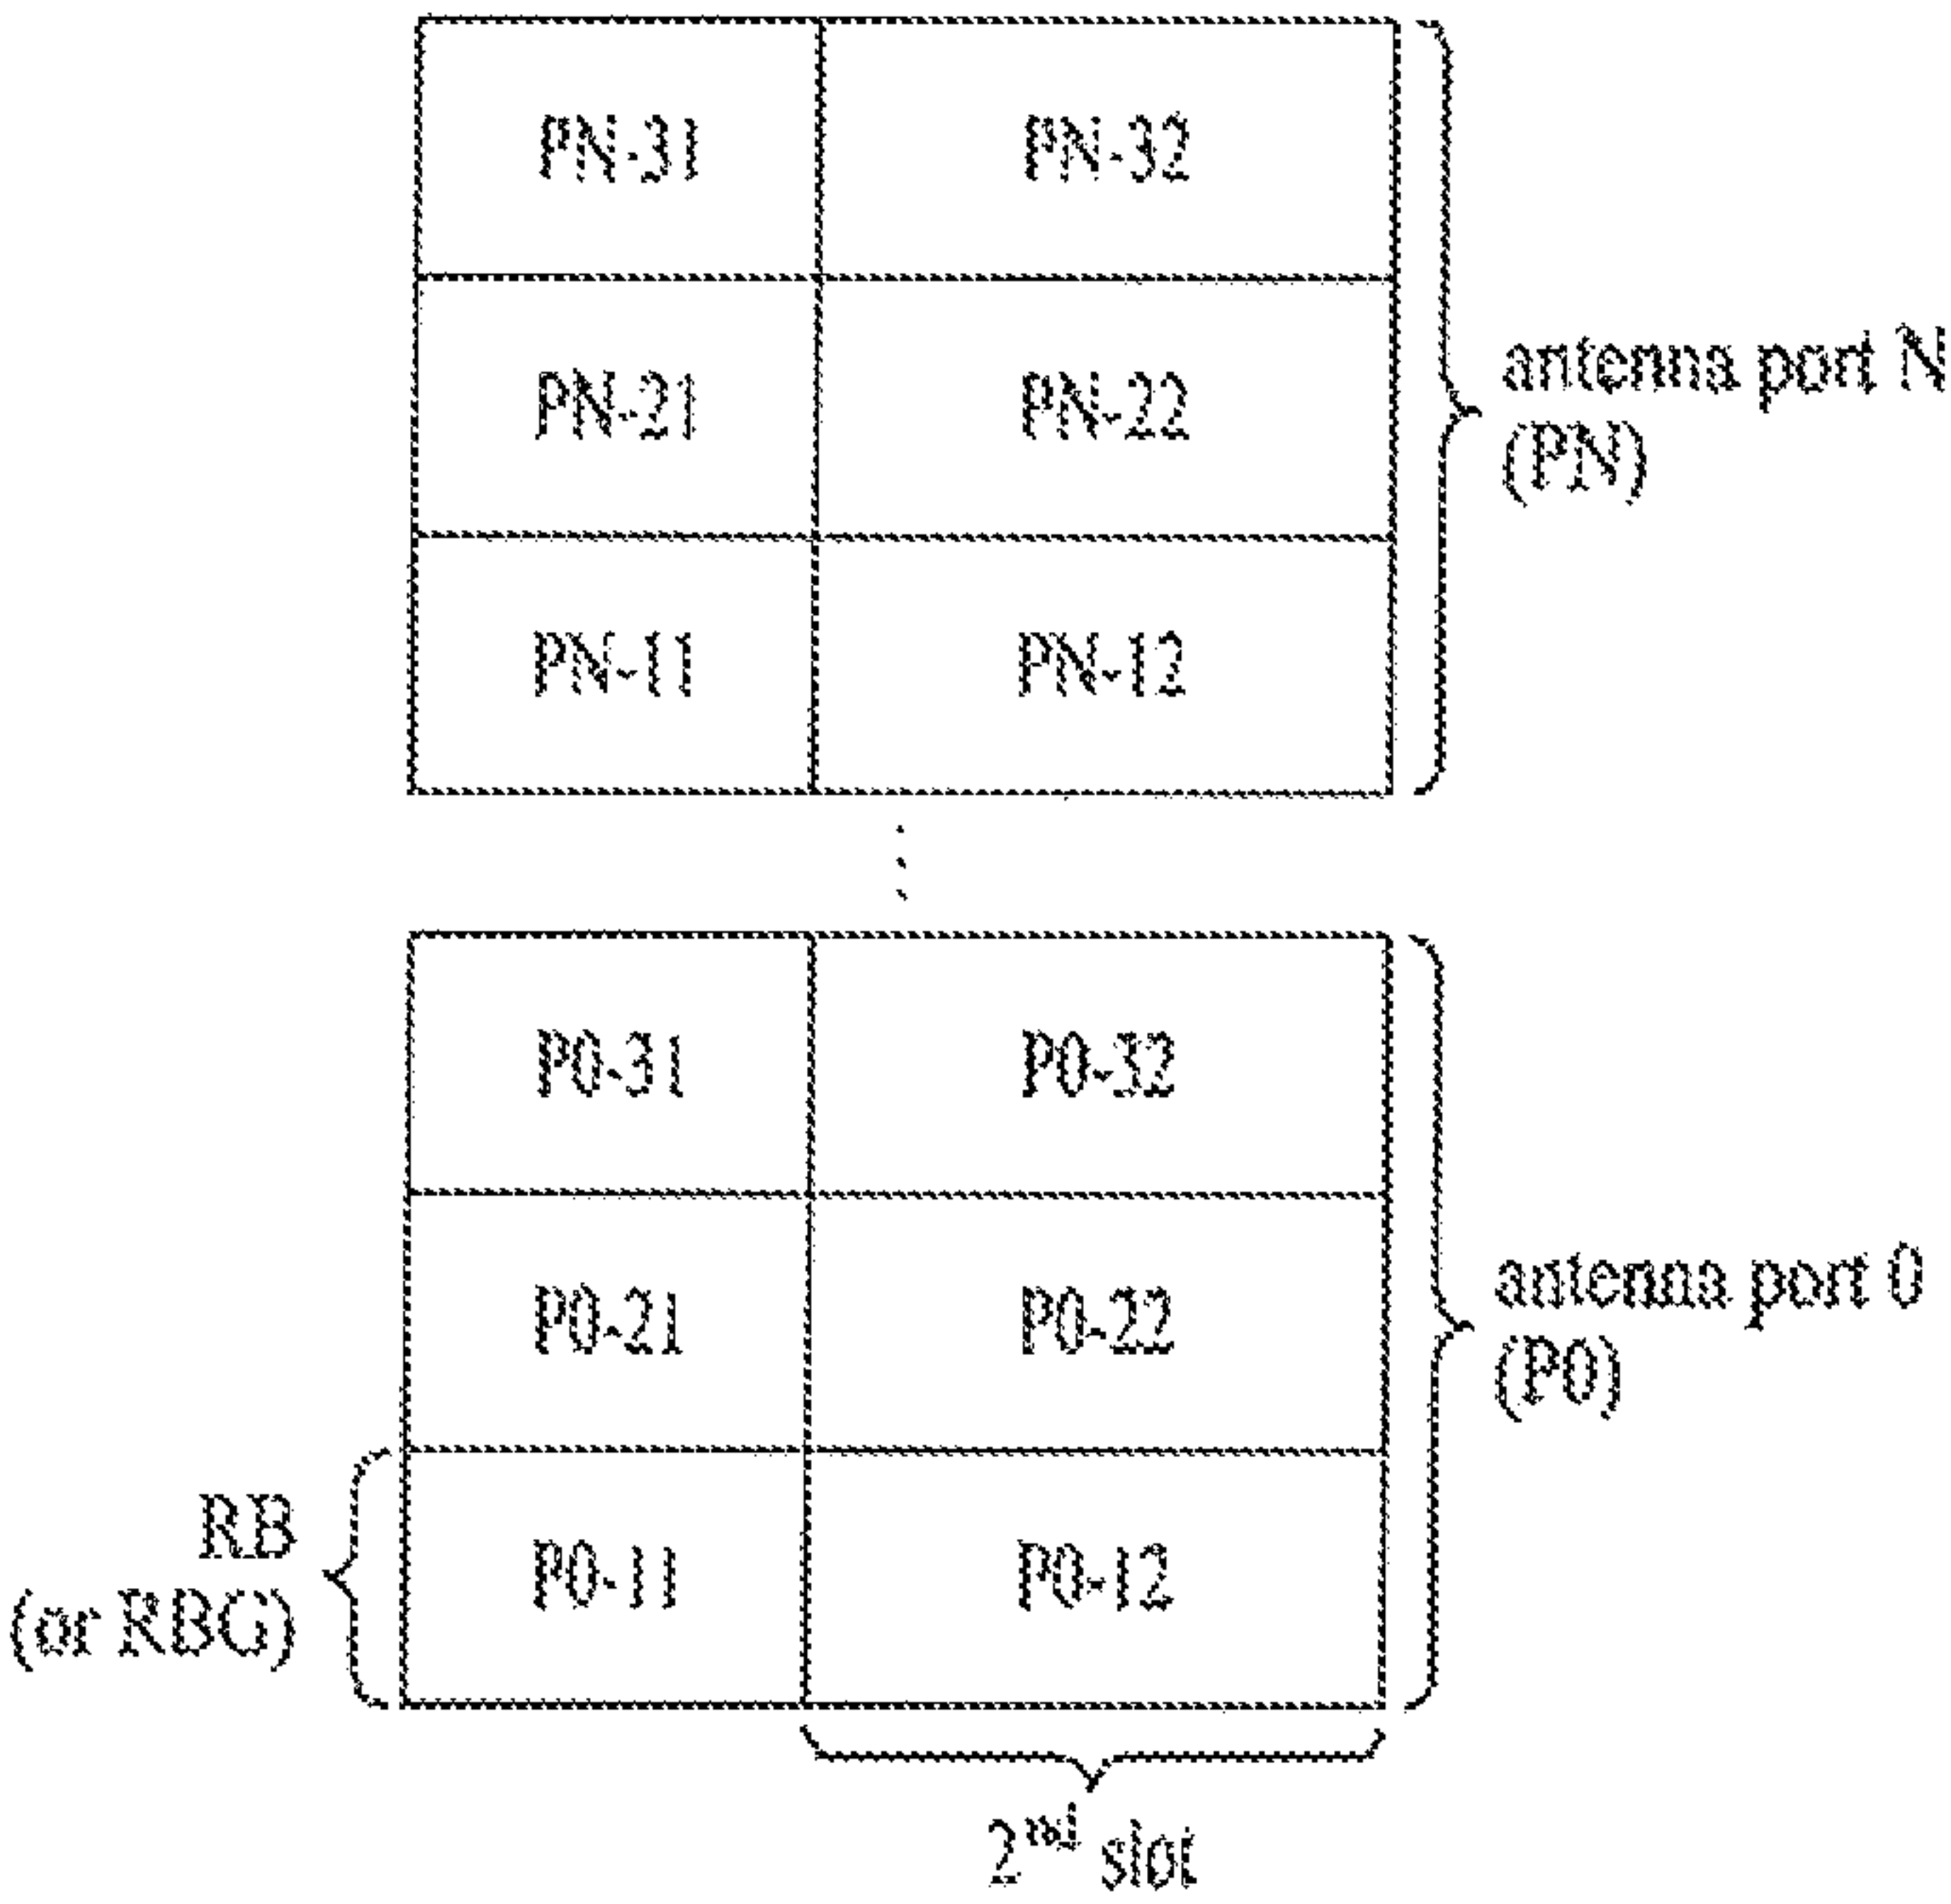 PN-31 PN-32
PN-21 PN-22
antenna port N
(PN)
PN-11 PN-12
P0-31 P0-32
P0-21 P0-22
antenna port 0
(P0)
RB
(or RBG)
P0-11 P0-12
2nd slot